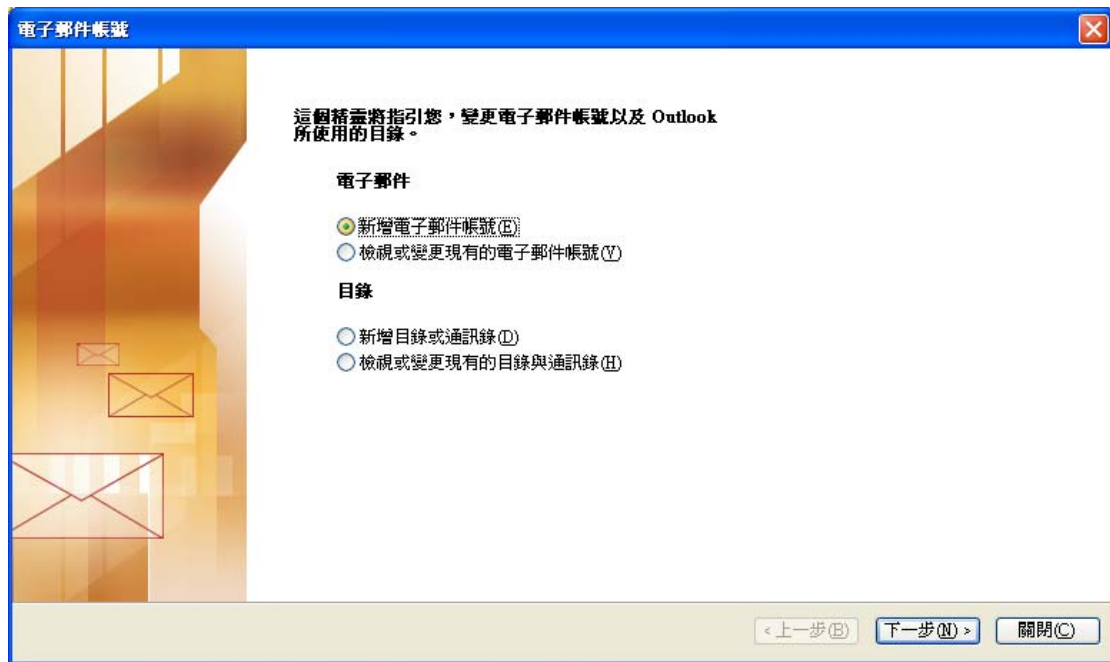 電子郵件帳號
這個精靈將指引您，變更電子郵件帳號以及 Outlook
所使用的目錄。
電子郵件
新增電子郵件帳號(E)
檢視或變更現有的電子郵件帳號(V)
目錄
新增目錄或通訊錄(D)
檢視或變更現有的目錄與通訊錄(H)
<上一步(B) 下一步(N)> 關閉(C)